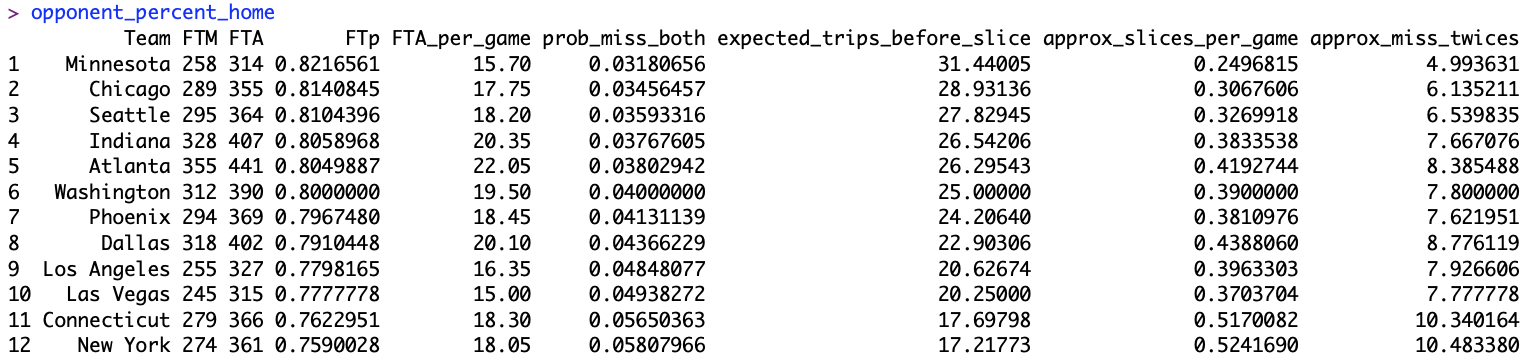 > opponent_percent_home
Team FTM FTA FTp FTA_per_game prob_miss_both expected_trips_before_slice approx_slices_per_game approx_miss_twices
1 Minnesota 258 314 0.8216561 15.70 0.03180656 31.44005 0.2496815 4.993631
2 Chicago 289 355 0.8140845 17.75 0.03456457 28.93136 0.3067606 6.135211
3 Seattle 295 364 0.8104396 18.20 0.03593316 27.82945 0.3269918 6.539835
4 Indiana 328 407 0.8058968 20.35 0.03767605 26.54206 0.3833538 7.667076
5 Atlanta 355 441 0.8049887 22.05 0.03802942 26.29543 0.4192744 8.385488
6 Washington 312 390 0.8000000 19.50 0.04000000 25.00000 0.3900000 7.800000
7 Phoenix 294 369 0.7967480 18.45 0.04131139 24.20640 0.3810976 7.621951
8 Dallas 318 402 0.7910448 20.10 0.04366229 22.90306 0.4388060 8.776119
9 Los Angeles 255 327 0.7798165 16.35 0.04848077 20.62674 0.3963303 7.926606
10 Las Vegas 245 315 0.7777778 15.00 0.04938272 20.25000 0.3703704 7.777778
11 Connecticut 279 366 0.7622951 18.30 0.05650363 17.69798 0.5170082 10.340164
12 New York 274 361 0.7590028 18.05 0.05807966 17.21773 0.5241690 10.483380